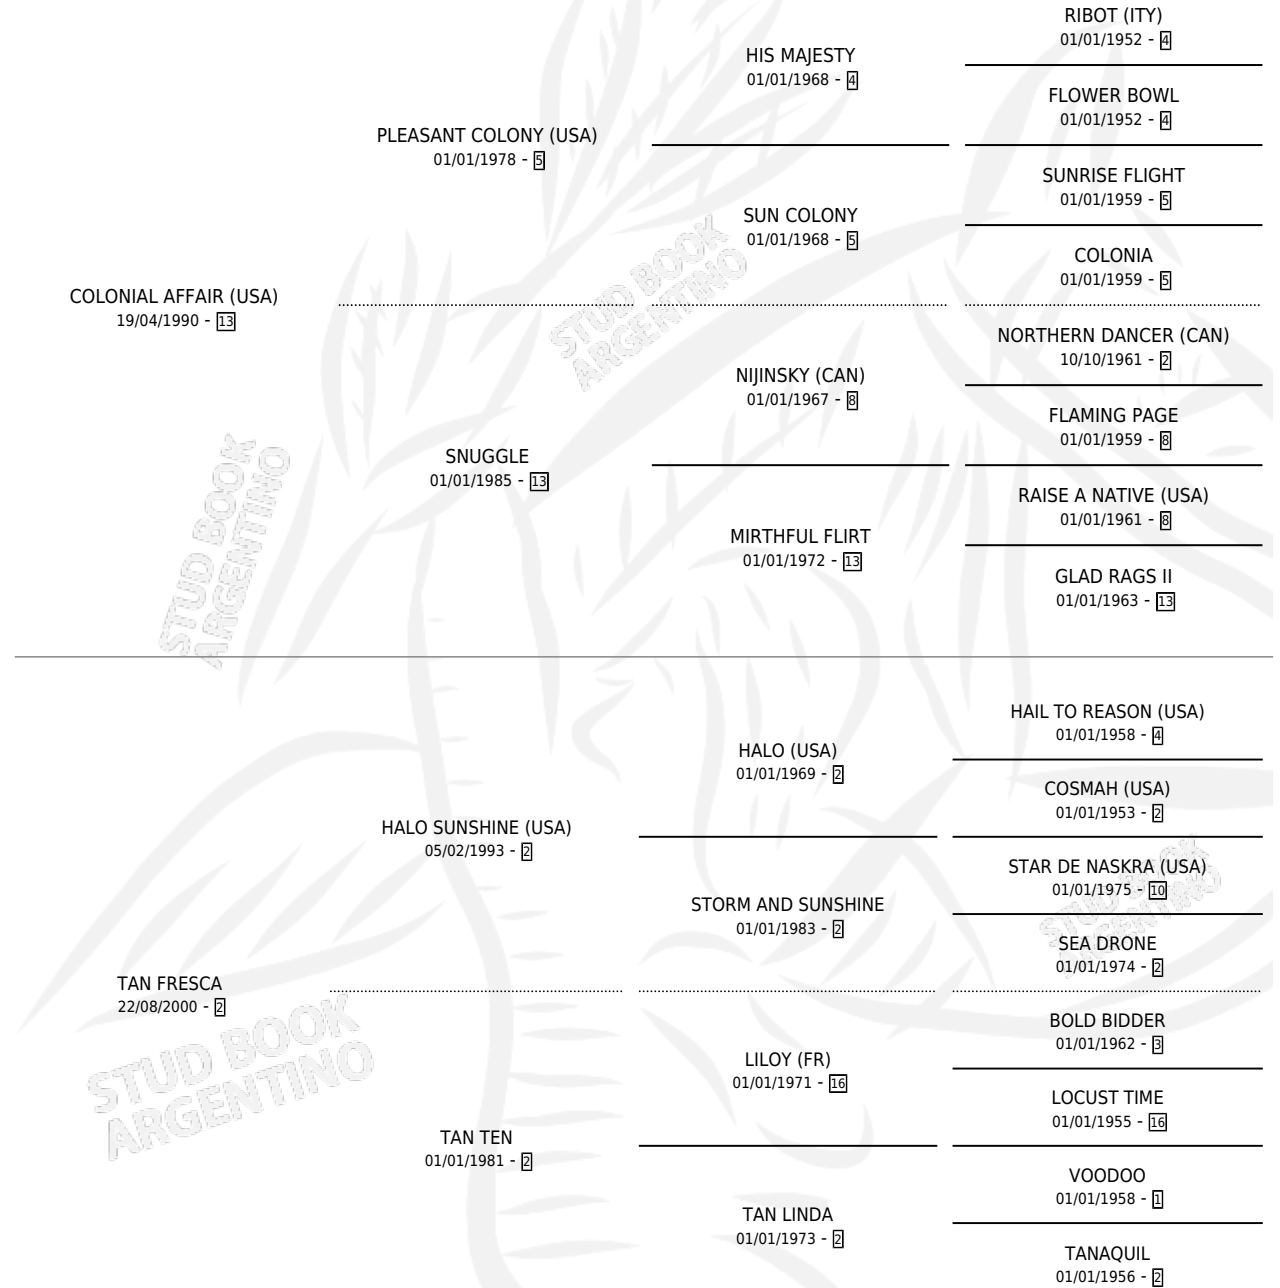 RIBOT (ITY)
01/01/1952 - 4
HIS MAJESTY
01/01/1968 - 4
FLOWER BOWL
01/01/1952 - 4
PLEASANT COLONY (USA)
01/01/1978 - 5
SUNRISE FLIGHT
01/01/1959 - 5
SUN COLONY
01/01/1968 - 5
COLONIA
01/01/1959 - 5
COLONIAL AFFAIR (USA)
19/04/1990 - 13
STUD BOOK
ARGENTINO
NORTHERN DANCER (CAN)
10/10/1961 - 2
NIJINSKY (CAN)
01/01/1967 - 8
FLAMING PAGE
01/01/1959 - 8
SNUGGLE
01/01/1985 - 13
RAISE A NATIVE (USA)
01/01/1961 - 8
MIRTHFUL FLIRT
01/01/1972 - 13
GLAD RAGS II
01/01/1963 - 13
STUD BOOK
ARGENTINO
HAIL TO REASON (USA)
01/01/1958 - 4
HALO (USA)
01/01/1969 - 2
COSMAH (USA)
01/01/1953 - 2
HALO SUNSHINE (USA)
05/02/1993 - 2
STAR DE NASKRA (USA)
01/01/1975 - 10
STORM AND SUNSHINE
01/01/1983 - 2
SEA DRONE
01/01/1974 - 2
STUD BOOK
ARGENTINO
TAN FRESCA
22/08/2000 - 2
BOLD BIDDER
01/01/1962 - 3
LILOY (FR)
01/01/1971 - 16
LOCUST TIME
01/01/1955 - 16
STUD BOOK
ARGENTINO
TAN TEN
01/01/1981 - 2
VOODOO
01/01/1958 - 1
TAN LINDA
01/01/1973 - 2
TANAQUIL
01/01/1956 - 2